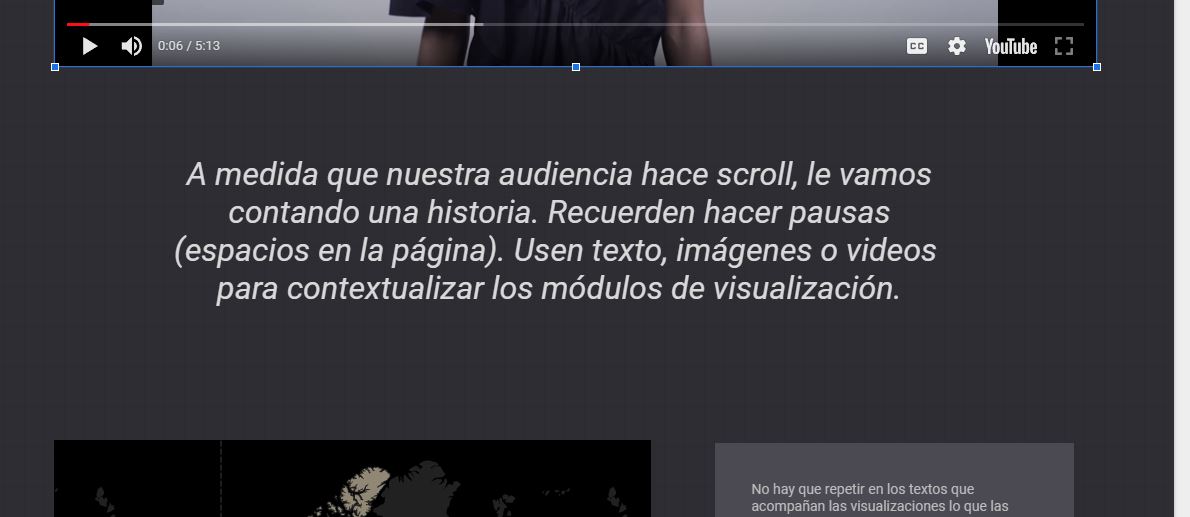 0:06 / 5:13
CC
YouTube
A medida que nuestra audiencia hace scroll, le vamos
contando una historia. Recuerden hacer pausas
(espacios en la página). Usen texto, imágenes o videos
para contextualizar los módulos de visualización.
No hay que repetir en los textos que
acompañan las visualizaciones lo que las